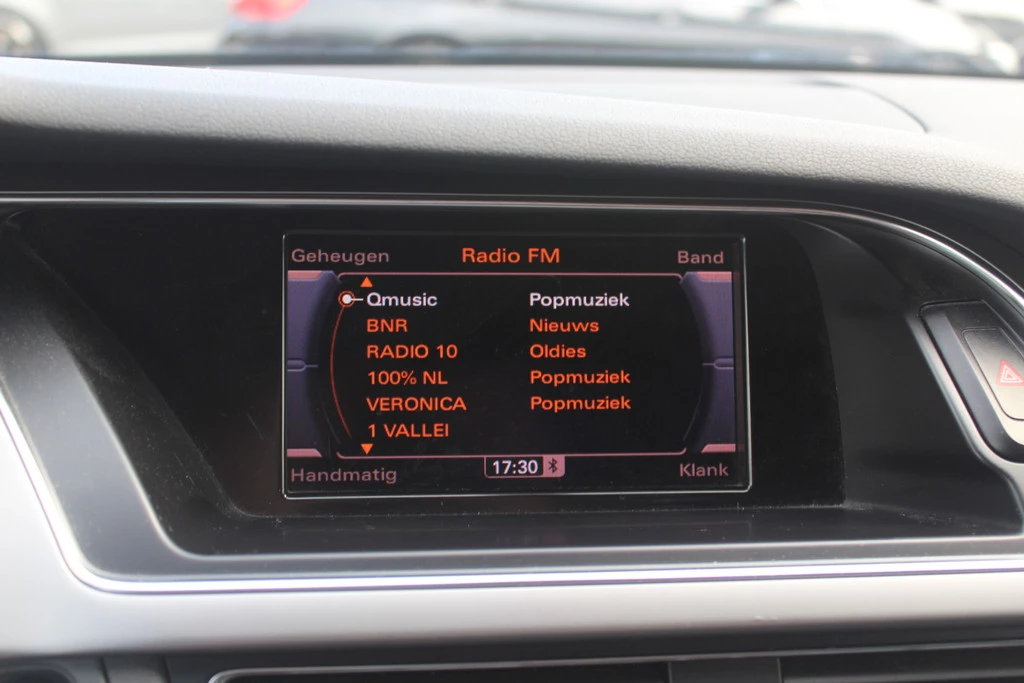 Geheugen Radio FM Band
Qmusic Popmuziek
BNR Nieuws
RADIO 10 Oldies
100% NL Popmuziek
VERONICA Popmuziek
1 VALLEI
Handmatig 17:30 Klank